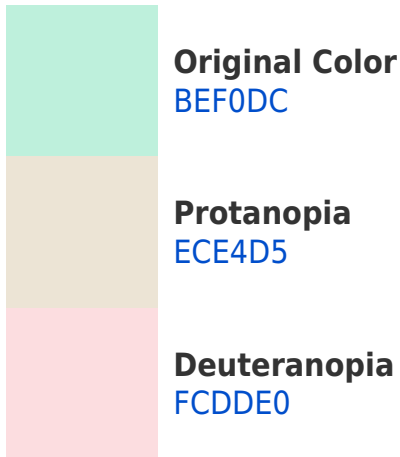 Original Color
BEF0DC
Protanopia
ECE4D5
Deuteranopia
FCDDE0